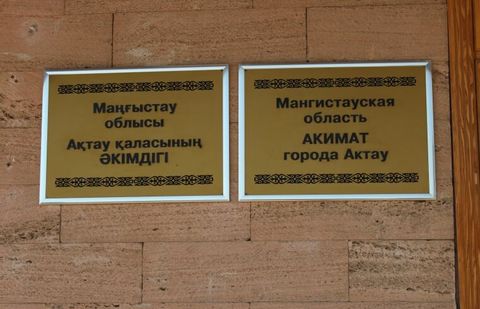 Маңғыстау
облысы
Ақтау қаласының
ӘКІМДІГІ
Мангистауская
область
АКИМАТ
города Актау